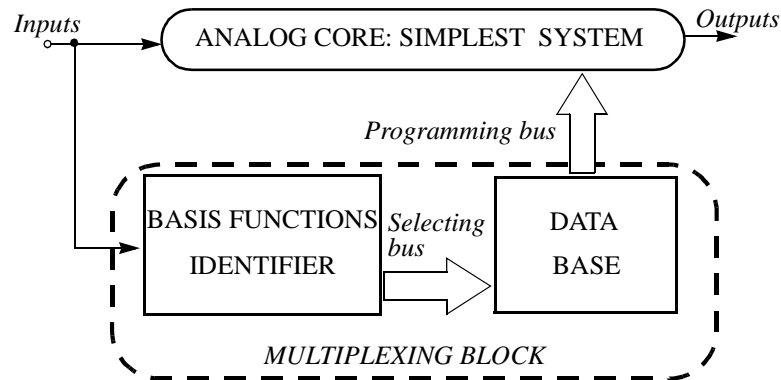 Inputs
Outputs
ANALOG CORE: SIMPLEST SYSTEM
Programming bus
BASIS FUNCTIONS
IDENTIFIER
Selecting
bus
DATA
BASE
MULTIPLEXING BLOCK